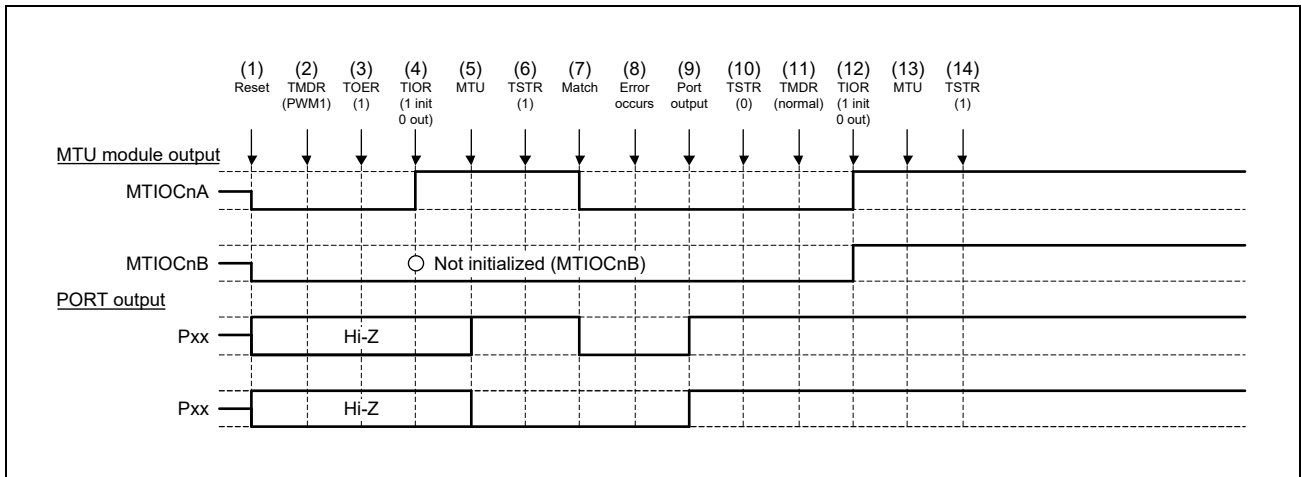 (1) (2) (3) (4) (5) (6) (7) (8) (9) (10) (11) (12) (13) (14)
Reset TMDR TOER TIOR MTU TSTR Match Error Port TSTR TMDR TIOR MTU TSTR
(PWM1) (1) (1 init (1) occurs output (0) (normal) (1 init (1)
0 out) 0 out)
MTU module output
MTIOCnA
MTIOCnB Not initialized (MTIOCnB)
PORT output
Pxx Hi-Z
Pxx Hi-Z